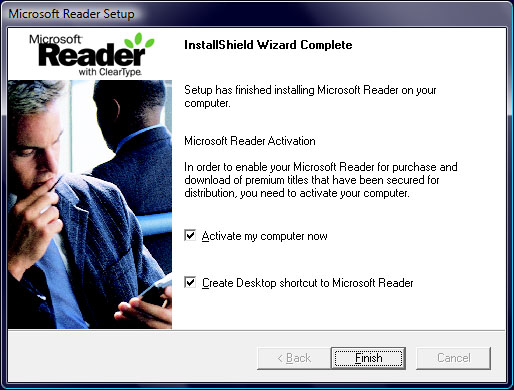 Microsoft Reader Setup
Microsoft®
Reader
with ClearType®
InstallShield Wizard Complete
Setup has finished installing Microsoft Reader on your
computer.
Microsoft Reader Activation
In order to enable your Microsoft Reader for purchase and
download of premium titles that have been secured for
distribution, you need to activate your computer.
Activate my computer now
Create Desktop shortcut to Microsoft Reader
< Back Finish Cancel